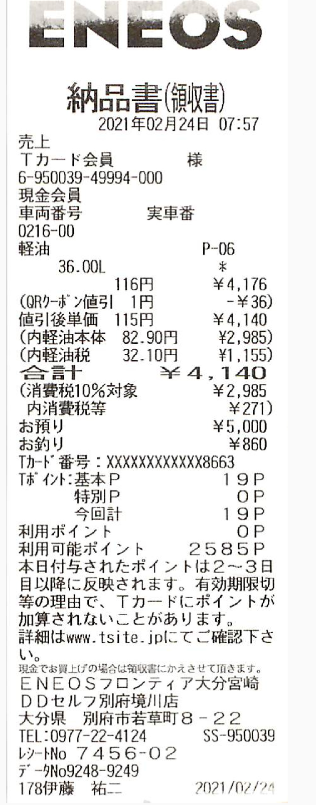 ENEOS
納品書(領収書)
2021年02月24日 07:57
売上
Tカード会員 様
6-950039-49994-000
現金会員
車両番号 実車番
0216-00
軽油 P-06
36.00L *
116円 ¥4,176
(QRクーポン値引 1円 -¥36)
値引後単価 115円 ¥4,140
(内軽油本体 82.90円 ¥2,985)
(内軽油税 32.10円 ¥1,155)
合計 ¥4,140
(消費税10%対象 ¥2,985
内消費税等 ¥271)
お預り ¥5,000
お釣り ¥860
Tカード番号:XXXXXXXXXXXX8663
Tポイント:基本P 19P
特別P 0P
今回計 19P
利用ポイント 0P
利用可能ポイント 2585P
本日付与されたポイントは2~3日
目以降に反映されます。有効期限切
等の理由で、Tカードにポイントが
加算されないことがあります。
詳細はwww.tsite.jpにてご確認下さ
い。
現金でお買上げの場合は領収書にかえさせて頂きます。
ENEOSフロンティア大分宮崎
DDセルフ別府境川店
大分県 別府市若草町8-22
TEL:0977-22-4124 SS-950039
レシートNo 7456-02
データNo9248-9249
178伊藤 祐二 2021/02/24